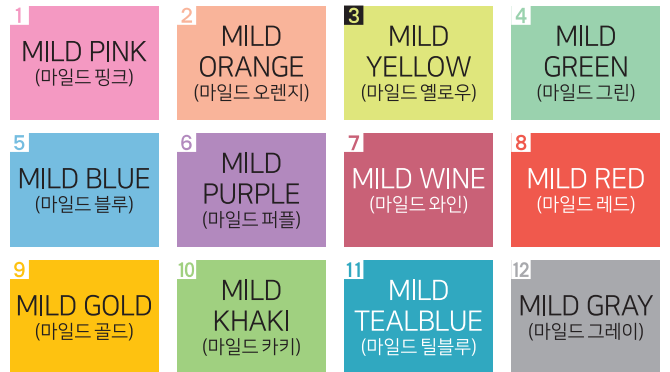 1
MILD PINK
(마일드 핑크)
2
MILD
ORANGE
(마일드 오렌지)
3
MILD
YELLOW
(마일드 옐로우)
4
MILD
GREEN
(마일드 그린)
5
MILD BLUE
(마일드 블루)
6
MILD
PURPLE
(마일드 퍼플)
7
MILD WINE
(마일드 와인)
8
MILD RED
(마일드 레드)
9
MILD GOLD
(마일드 골드)
10
MILD
KHAKI
(마일드 카키)
11
MILD
TEALBLUE
(마일드 틸블루)
12
MILD GRAY
(마일드 그레이)